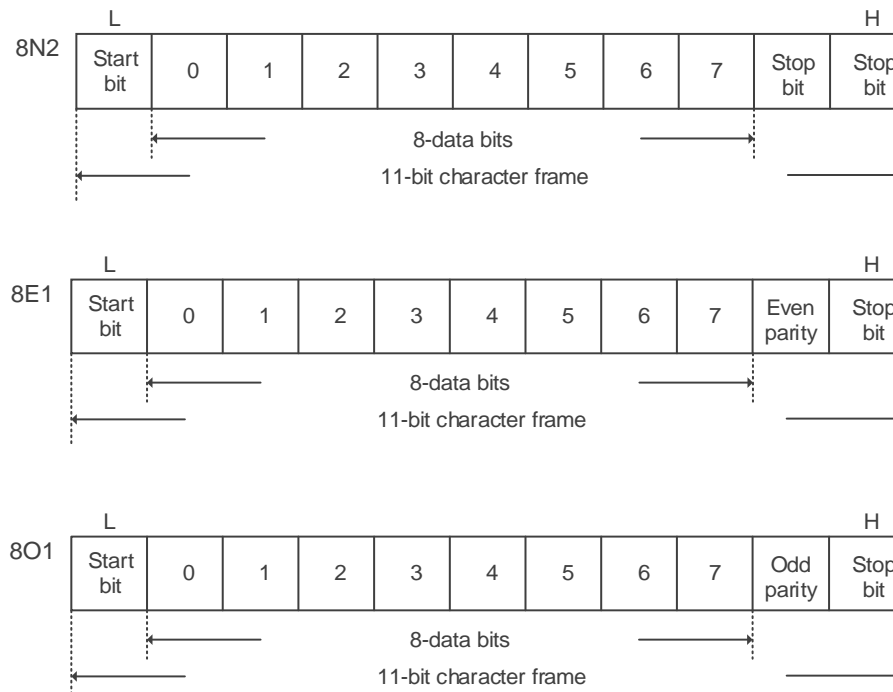 L H
8N2 Start bit 0 1 2 3 4 5 6 7 Stop bit Stop bit
8-data bits
11-bit character frame
L H
8E1 Start bit 0 1 2 3 4 5 6 7 Even parity Stop bit
8-data bits
11-bit character frame
L H
8O1 Start bit 0 1 2 3 4 5 6 7 Odd parity Stop bit
8-data bits
11-bit character frame